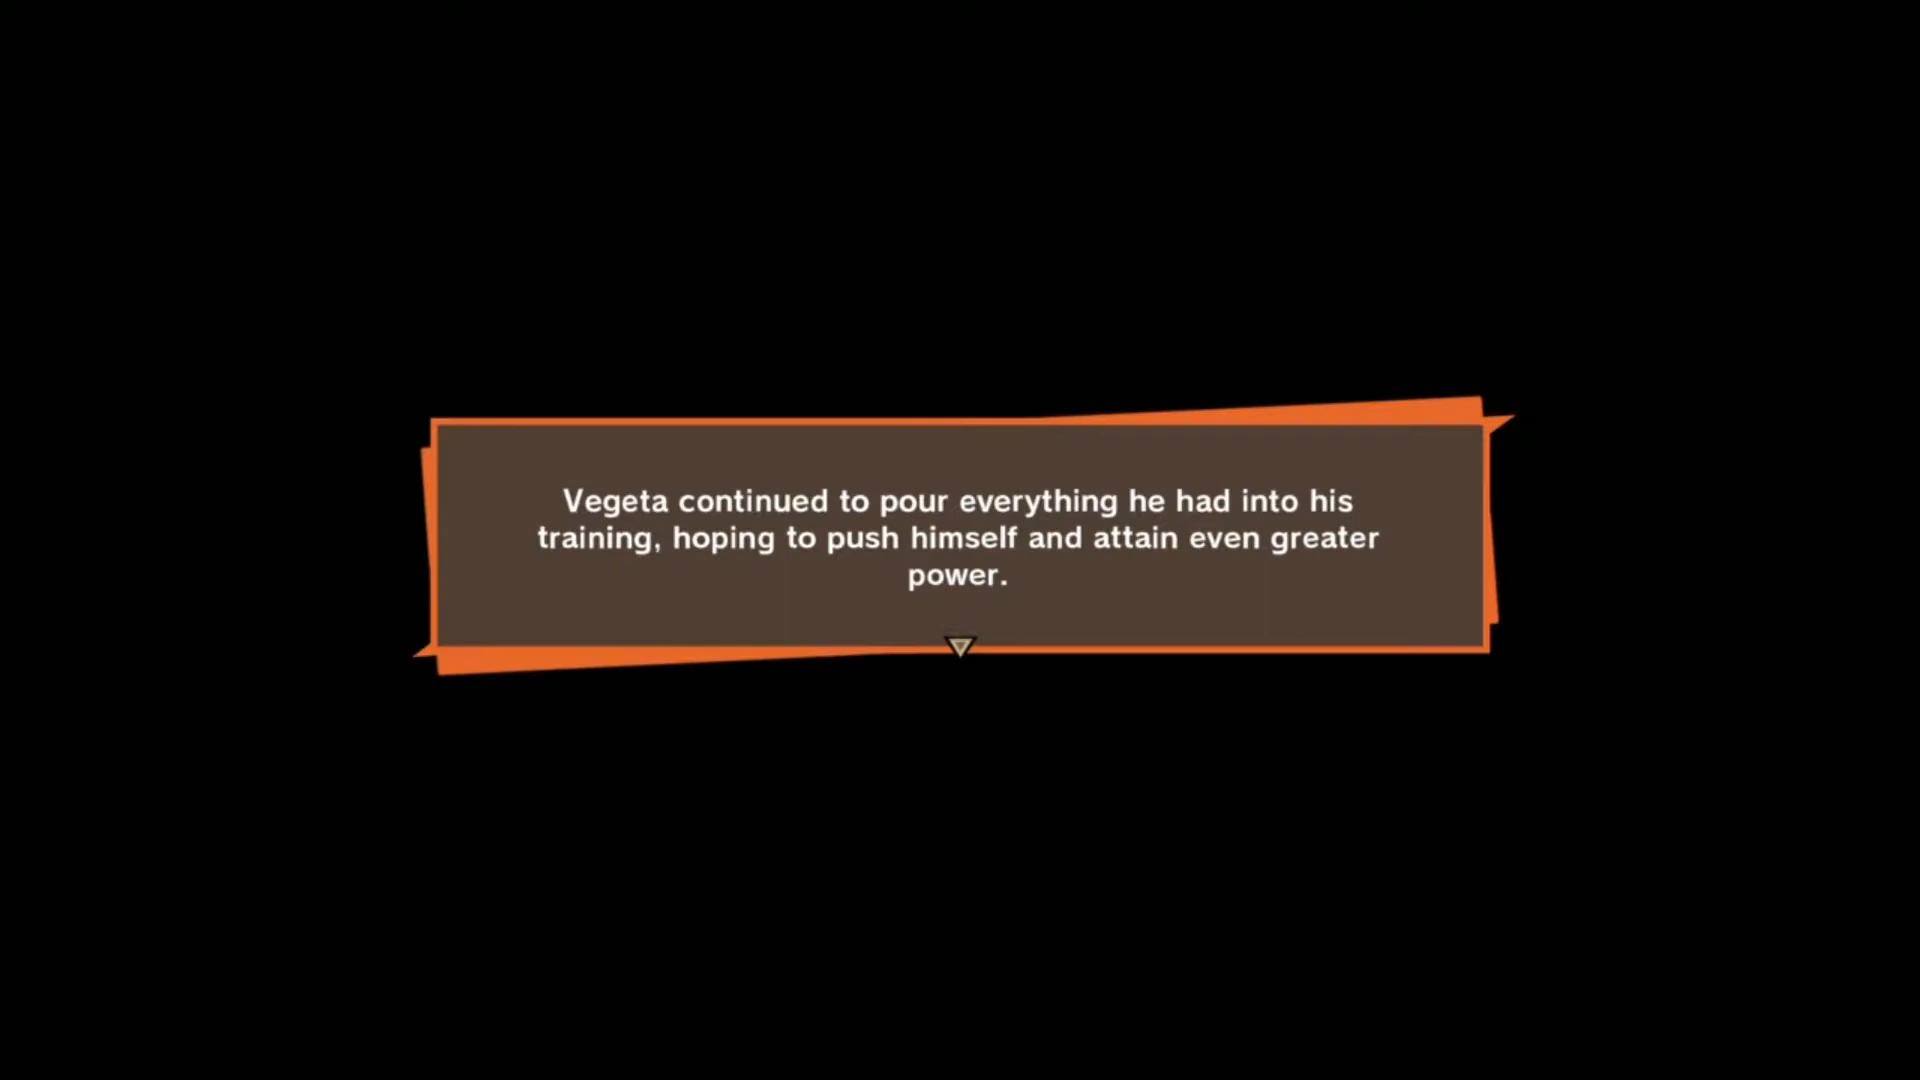 Vegeta continued to pour everything he had into his
training, hoping to push himself and attain even greater
power.